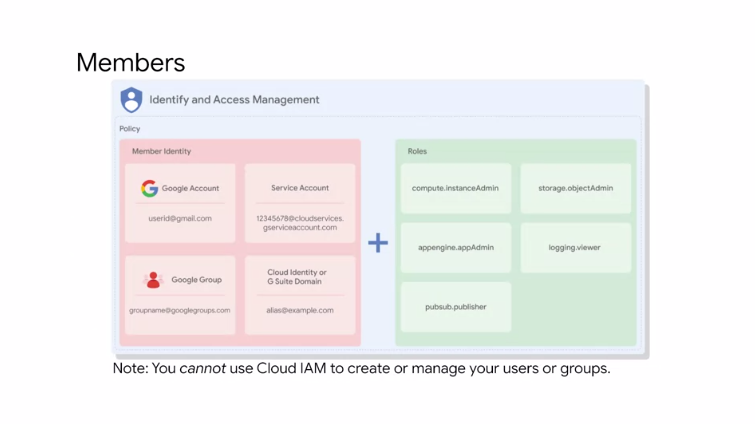 Members
Identify and Access Management
Policy
Member Identity
Google Account
userid@gmail.com
Service Account
12345678@cloudservices.
gserviceaccount.com
Google Group
groupname@googlegroups.com
Cloud Identity or
G Suite Domain
alias@example.com
+
Roles
compute.instanceAdmin
storage.objectAdmin
appengine.appAdmin
logging.viewer
pubsub.publisher
Note: You cannot use Cloud IAM to create or manage your users or groups.